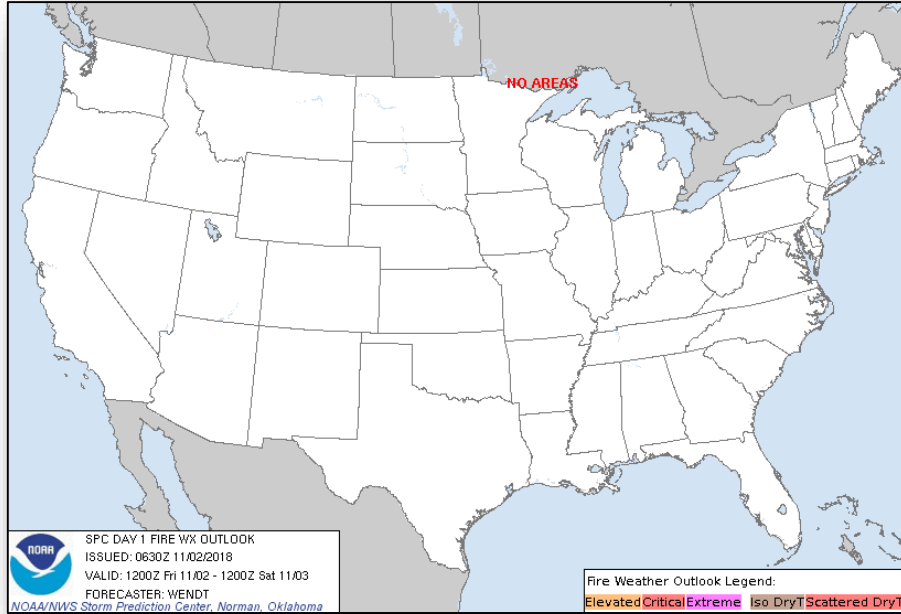 NO AREAS
NOAA
SPC DAY 1 FIRE WX OUTLOOK
ISSUED: 0630Z 11/02/2018
VALID: 1200Z Fri 11/02 - 1200Z Sat 11/03
FORECASTER: WENDT
NOAA/NWS Storm Prediction Center, Norman, Oklahoma
Fire Weather Outlook Legend:
Elevated Critical Extreme Iso DryT Scattered DryT